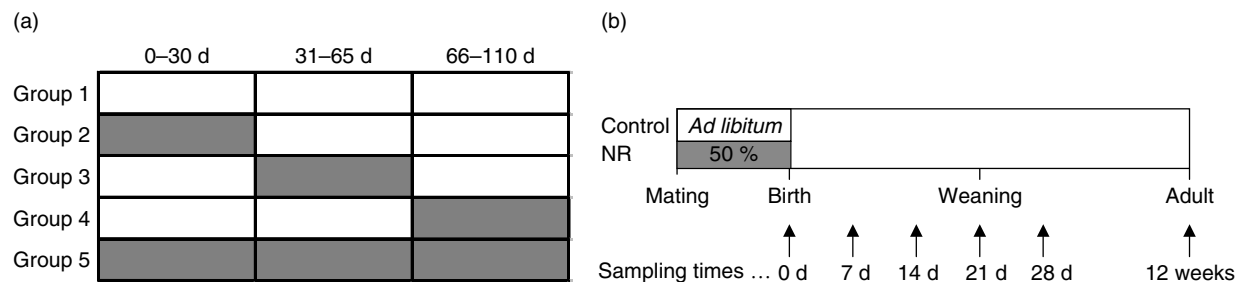 (a)
0–30 d 31–65 d 66–110 d
Group 1
Group 2
Group 3
Group 4
Group 5
(b)
Control Ad libitum
NR 50 %
Mating Birth Weaning Adult
Sampling times ... 0 d 7 d 14 d 21 d 28 d 12 weeks